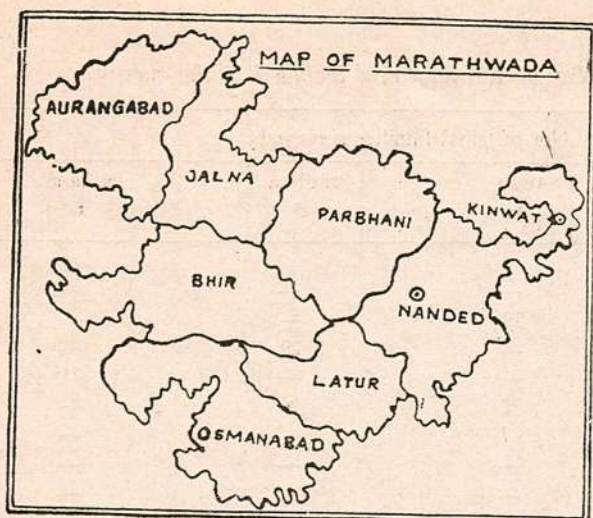 MAP OF MARATHWADA
AURANGABAD
JALNA
PARBHANI
KINWAT
BHIR
NANDED
LATUR
OSMANABAD